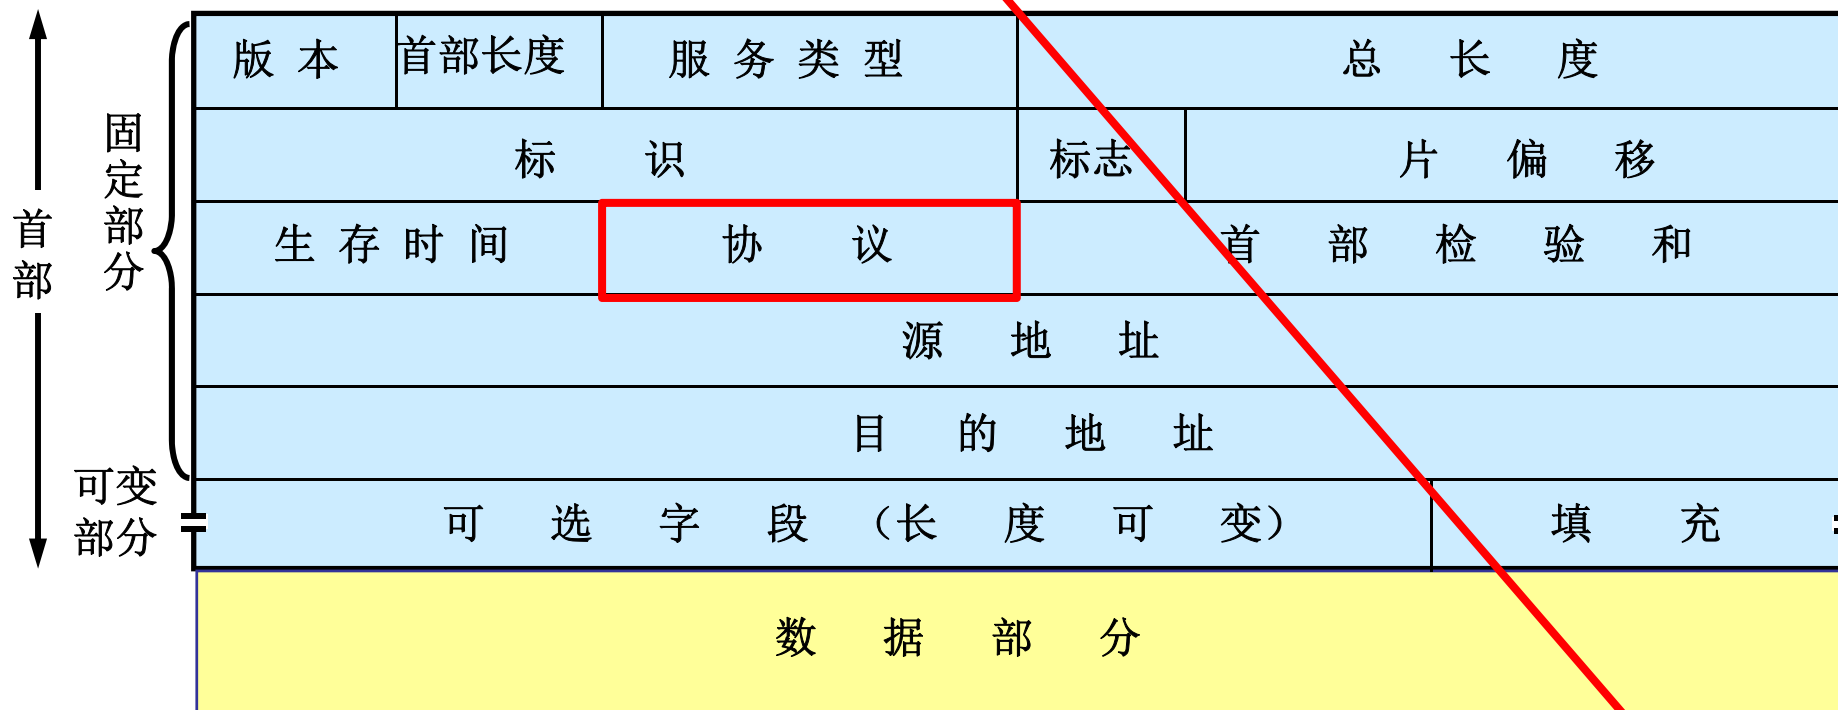 版本 首部长度 服务类型 总长度
标识 标志 片偏移
生存时间 协议 首部检验和
源地址
目的地址
可选字段（长度可变） 填充
数据部分
首部
固定部分
可变
部分